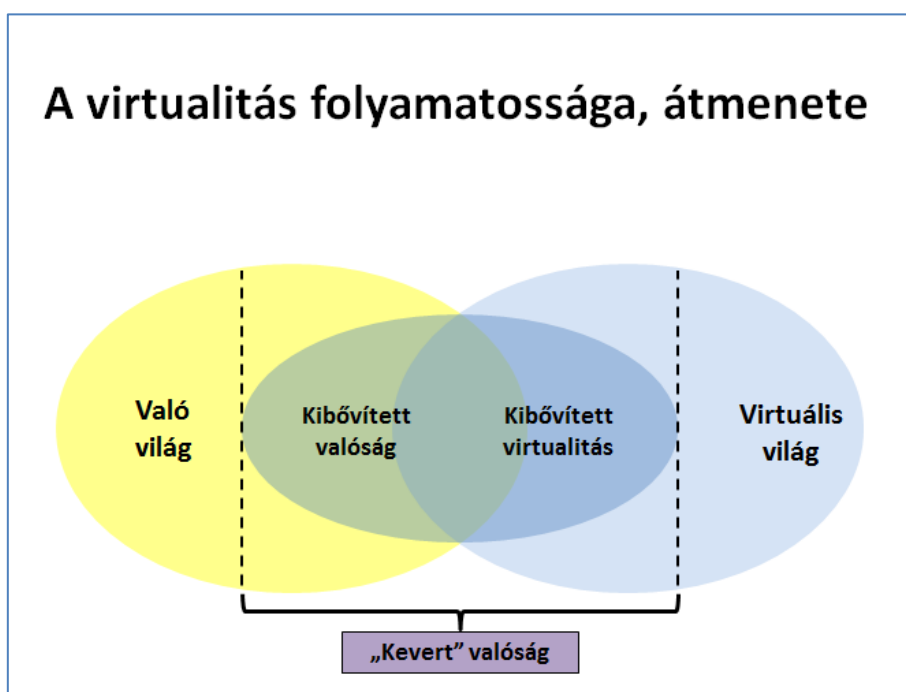 A virtualitás folyamatossága, átmenete
Való
világ
Kibővített
valóság
Kibővített
virtualitás
Virtuális
világ
„Kevert” valóság